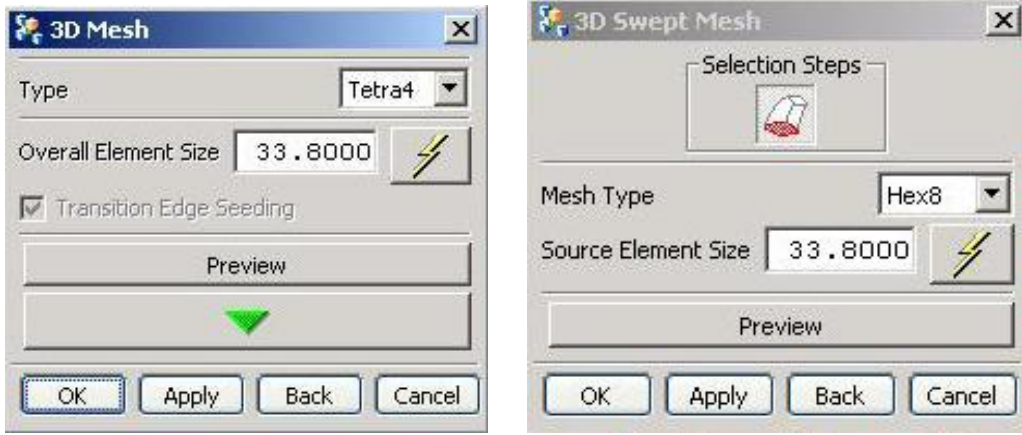 3D Mesh
Type Tetra4
Overall Element Size 33.8000
Transition Edge Seeding
Preview
OK Apply Back Cancel
3D Swept Mesh
Selection Steps
Mesh Type Hex8
Source Element Size 33.8000
Preview
OK Apply Back Cancel